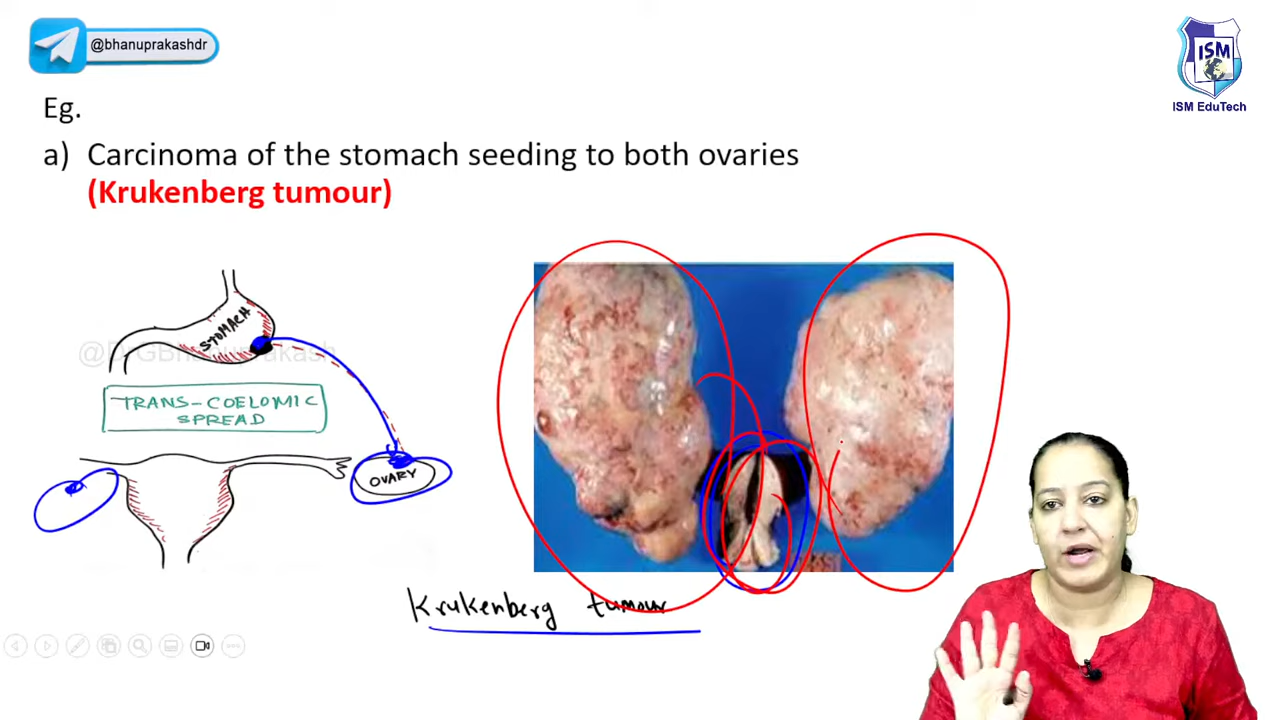 @bhanuprakashdr
ISM
ISM EduTech
Eg.
a) Carcinoma of the stomach seeding to both ovaries
(Krukenberg tumour)
STOMACH
TRANS-COELOMIC
SPREAD
OVARY
Krukenberg tumour